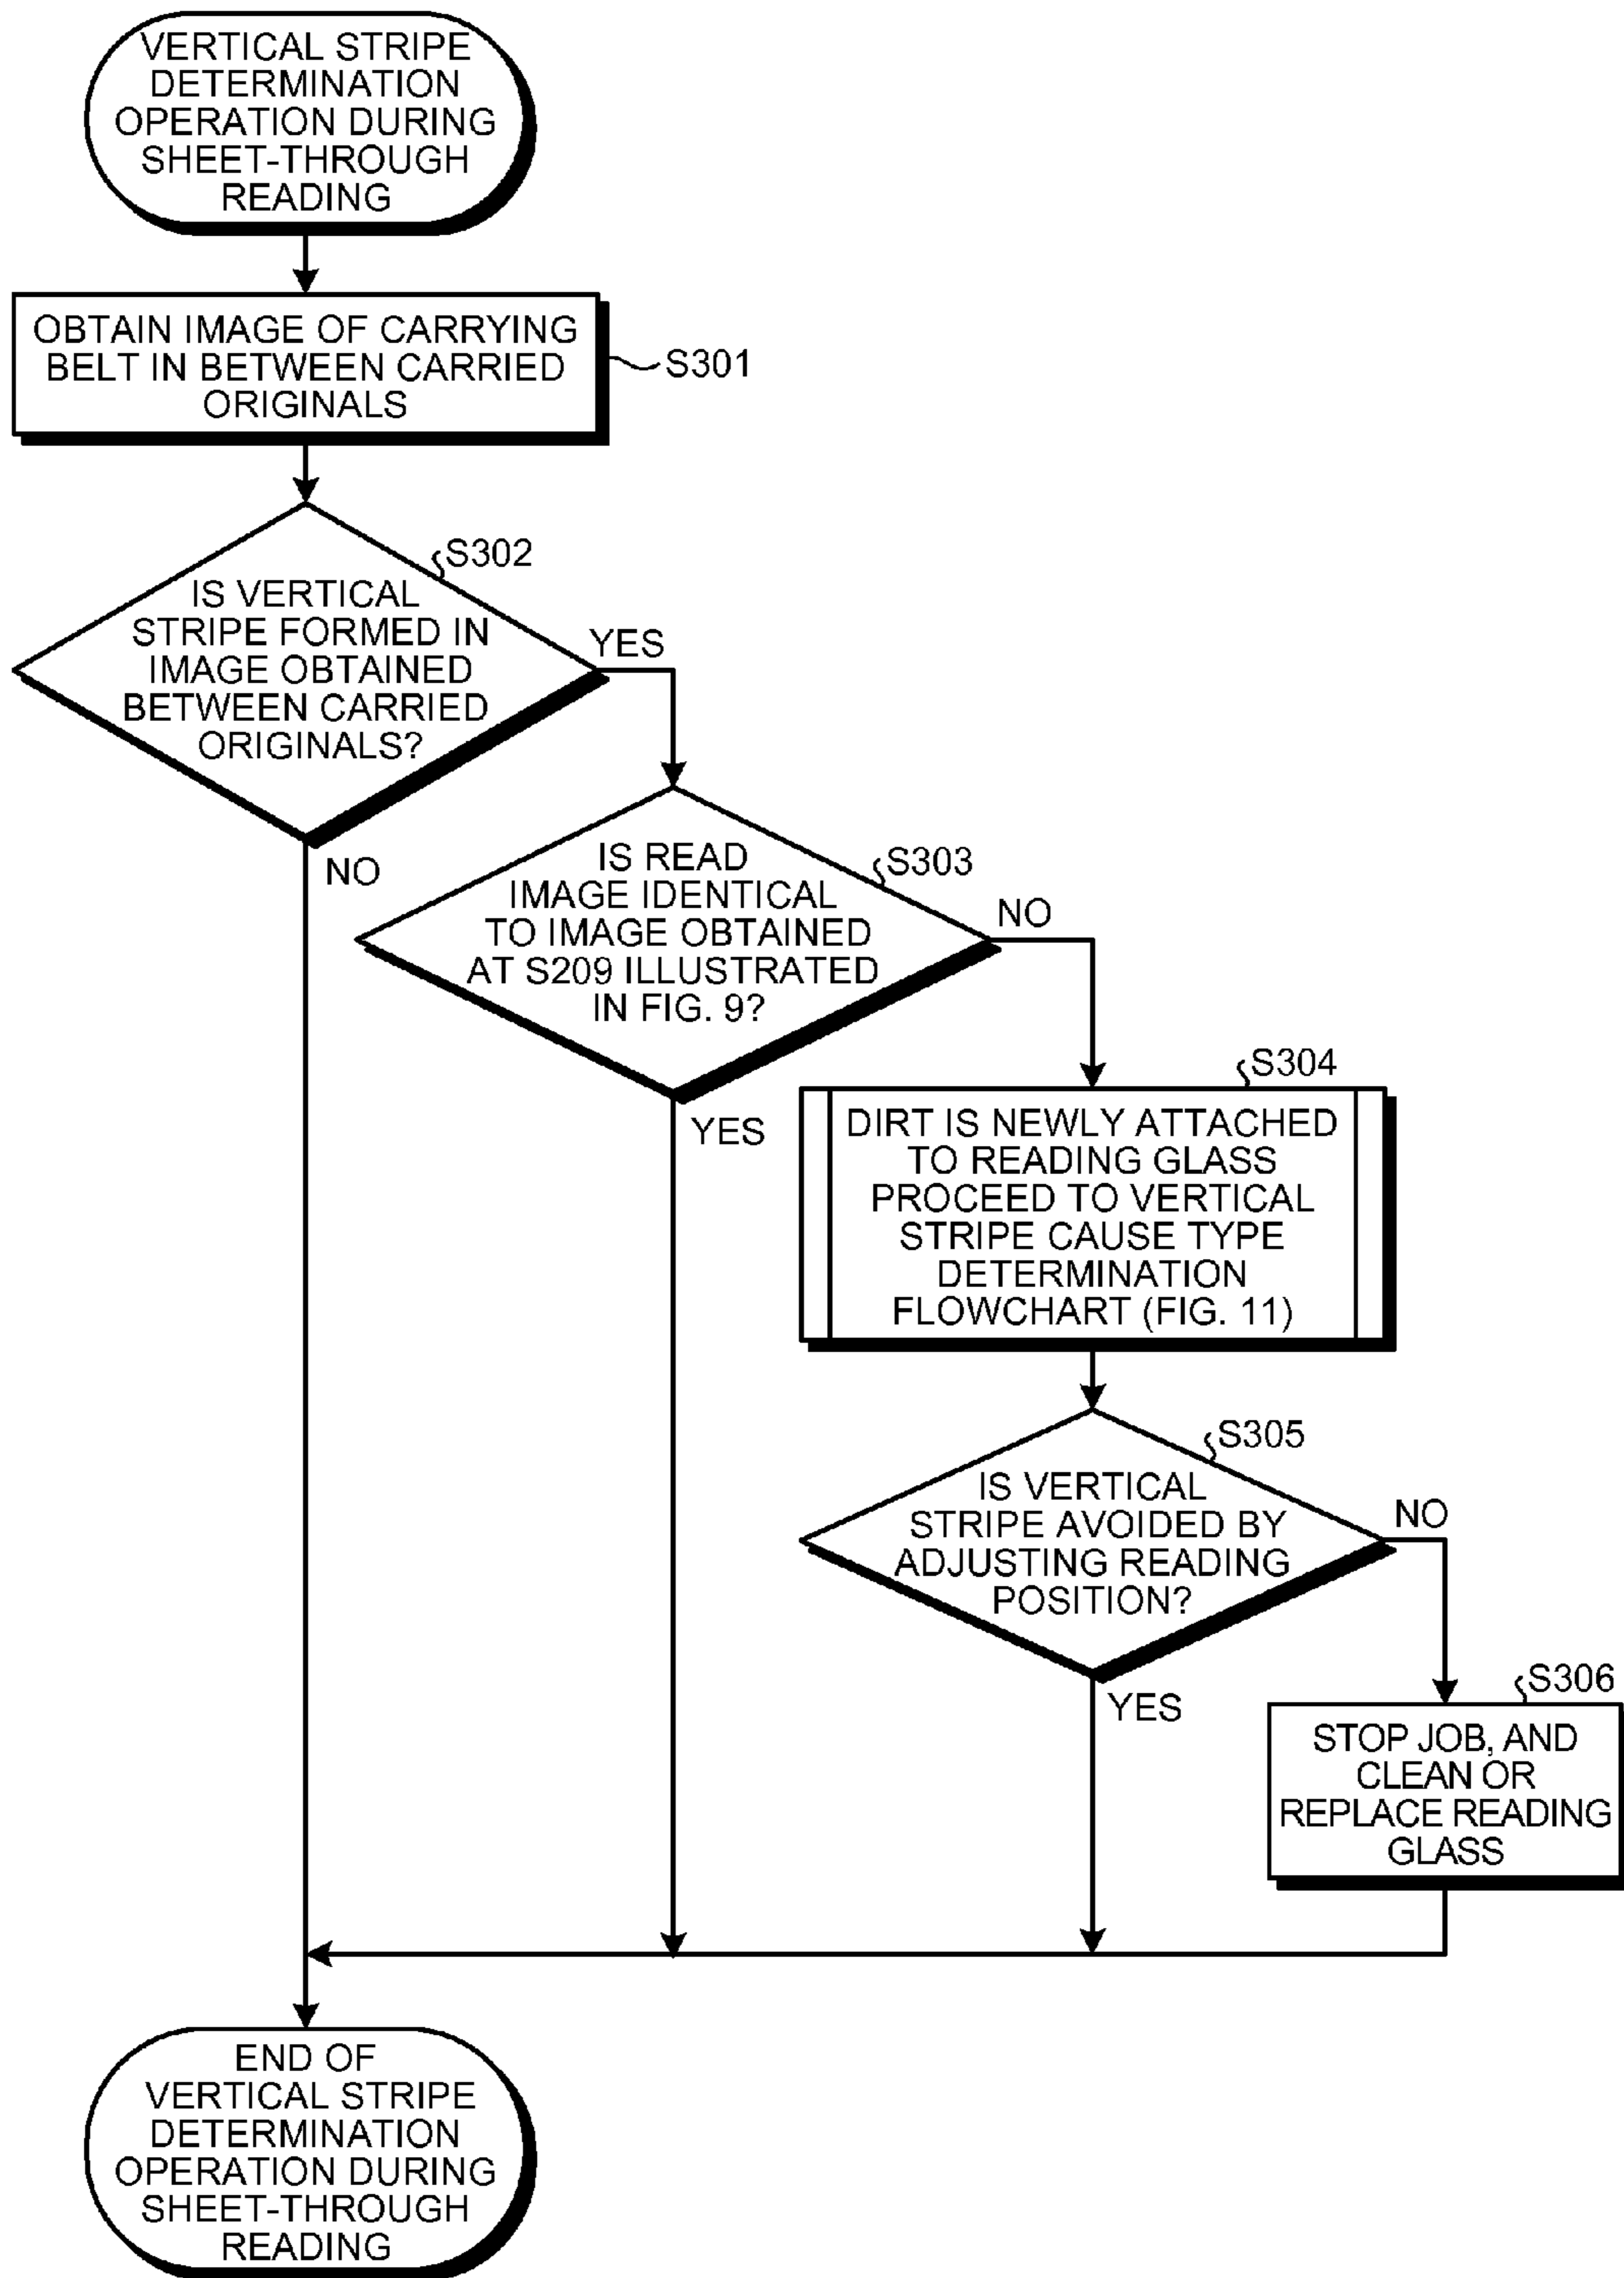 VERTICAL STRIPE
DETERMINATION
OPERATION DURING
SHEET-THROUGH
READING
OBTAIN IMAGE OF CARRYING
BELT IN BETWEEN CARRIED
ORIGINALS
S301
S302
IS VERTICAL
STRIPE FORMED IN
IMAGE OBTAINED
BETWEEN CARRIED
ORIGINALS?
YES
NO
S303
IS READ
IMAGE IDENTICAL
TO IMAGE OBTAINED
AT S209 ILLUSTRATED
IN FIG. 9?
NO
YES
S304
DIRT IS NEWLY ATTACHED
TO READING GLASS
PROCEED TO VERTICAL
STRIPE CAUSE TYPE
DETERMINATION
FLOWCHART (FIG. 11)
S305
IS VERTICAL
STRIPE AVOIDED BY
ADJUSTING READING
POSITION?
NO
YES
S306
STOP JOB, AND
CLEAN OR
REPLACE READING
GLASS
END OF
VERTICAL STRIPE
DETERMINATION
OPERATION DURING
SHEET-THROUGH
READING